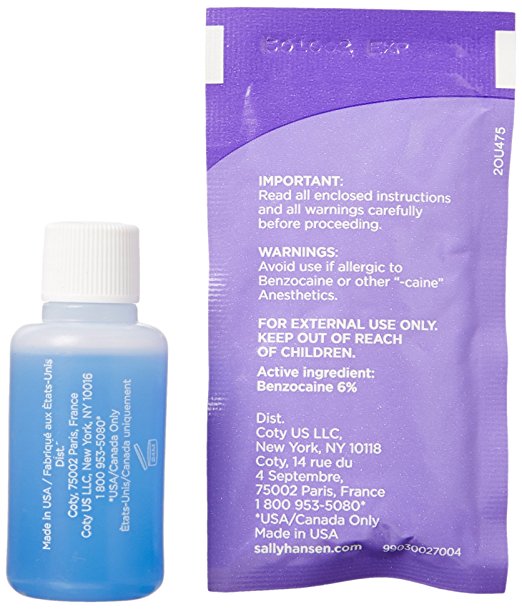 EXP
2OU475
IMPORTANT:
Read all enclosed instructions
and all warnings carefully
before proceeding.
WARNINGS:
Avoid use if allergic to
Benzocaine or other "-caine"
Anesthetics.
FOR EXTERNAL USE ONLY.
KEEP OUT OF REACH
OF CHILDREN.
Active ingredient:
Benzocaine 6%
Dist.
Coty US LLC,
New York, NY 10118
Coty, 14 rue du
4 Septembre,
75002 Paris, France
1 800 953-5080*
*USA/Canada Only
Made in USA
sallyhansen.com 99030027004
Made in USA / Fabriqué aux États-Unis
Dist.
Coty, 75002 Paris, France
Coty US LLC, New York, NY 10016
1 800 953-5080*
*USA/Canada Only
États-Unis/Canada uniquement